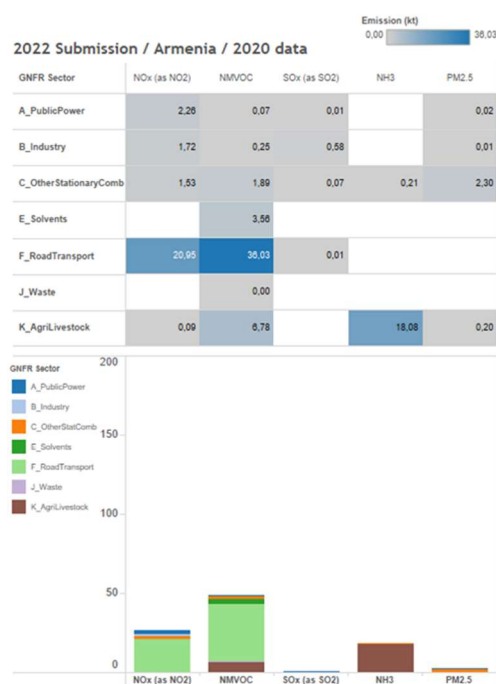 Emission (kt)
0,00 36,03
2022 Submission / Armenia / 2020 data
GNFR Sector NOx (as NO2) NMVOC SOx (as SO2) NH3 PM2.5
A_PublicPower 2,26 0,07 0,01 0,02
B_Industry 1,72 0,25 0,58 0,01
C_OtherStationaryComb 1,53 1,89 0,07 0,21 2,30
E_Solvents 3,56
F_RoadTransport 20,95 36,03 0,01
J_Waste 0,00
K_AgriLivestock 0,09 6,78 18,08 0,20
GNFR Sector
A_PublicPower
B_Industry
C_OtherStatComb
E_Solvents
F_RoadTransport
J_Waste
K_AgriLivestock
200
150
100
50
0
NOx (as NO2) NMVOC SOx (as SO2) NH3 PM2.5